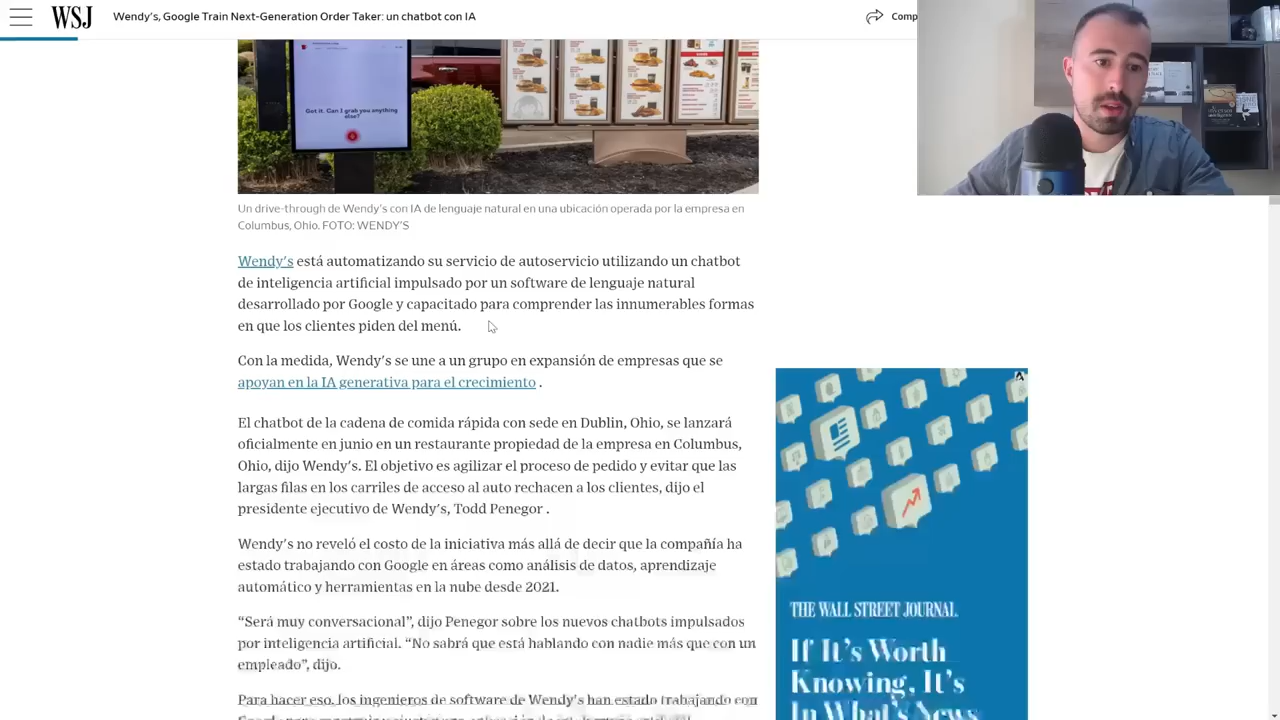 WSJ
Wendy's, Google Train Next-Generation Order Taker: un chatbot con IA
Comp
Got it. Can I grab you anything
else?
Un drive-through de Wendy's con IA de lenguaje natural en una ubicación operada por la empresa en
Columbus, Ohio. FOTO: WENDY'S
Wendy's está automatizando su servicio de autoservicio utilizando un chatbot
de inteligencia artificial impulsado por un software de lenguaje natural
desarrollado por Google y capacitado para comprender las innumerables formas
en que los clientes piden del menú.
Con la medida, Wendy's se une a un grupo en expansión de empresas que se
apoyan en la IA generativa para el crecimiento .
El chatbot de la cadena de comida rápida con sede en Dublin, Ohio, se lanzará
oficialmente en junio en un restaurante propiedad de la empresa en Columbus,
Ohio, dijo Wendy's. El objetivo es agilizar el proceso de pedido y evitar que las
largas filas en los carriles de acceso al auto rechacen a los clientes, dijo el
presidente ejecutivo de Wendy's, Todd Penegor .
Wendy's no reveló el costo de la iniciativa más allá de decir que la compañía ha
estado trabajando con Google en áreas como análisis de datos, aprendizaje
automático y herramientas en la nube desde 2021.
“Será muy conversacional”, dijo Penegor sobre los nuevos chatbots impulsados
por inteligencia artificial. “No sabrá que está hablando con nadie más que con un
empleado”, dijo.
Para hacer eso, los ingenieros de software de Wendy's han estado trabajando con
THE WALL STREET JOURNAL.
If It's Worth
Knowing, It's
In What's News